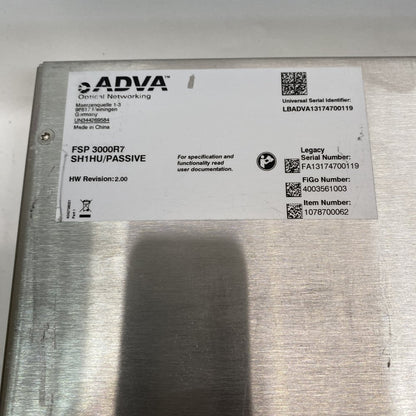 ADVA™
Optical Networking
Maerzenquelle 1-3
98617 Meiningen
Germany
Made in China
FSP 3000R7
SH1HU/PASSIVE
HW Revision: 2.00
For specification and
functionality read
user documentation.
Universal Serial Identifier:
LBADVA13174700119
Legacy
Serial Number:
FA13174700119
FiGo Number:
4003561003
Item Number:
1078700062